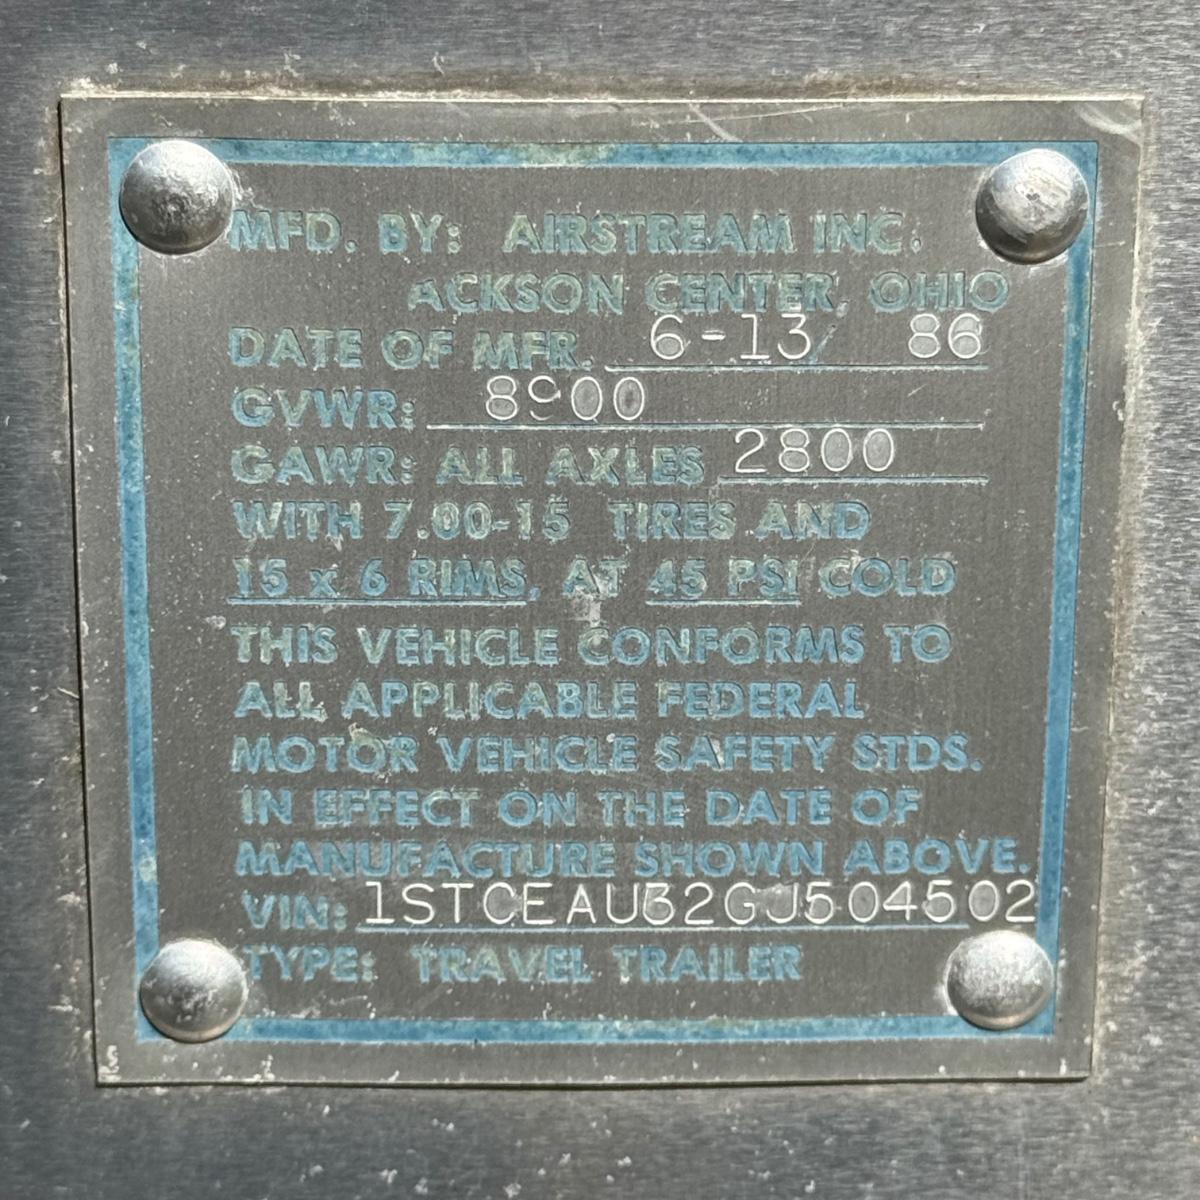 MFD. BY: AIRSTREAM INC.
ACKSON CENTER, OHIO
DATE OF MFR. 6-13/ 86
GVWR: 8900
GAWR: ALL AXLES 2800
WITH 7.00-15 TIRES AND
15 x 6 RIMS, AT 45 PSI COLD
THIS VEHICLE CONFORMS TO
ALL APPLICABLE FEDERAL
MOTOR VEHICLE SAFETY STDS.
IN EFFECT ON THE DATE OF
MANUFACTURE SHOWN ABOVE.
VIN: 1STCEAU32GJ504502
TYPE: TRAVEL TRAILER